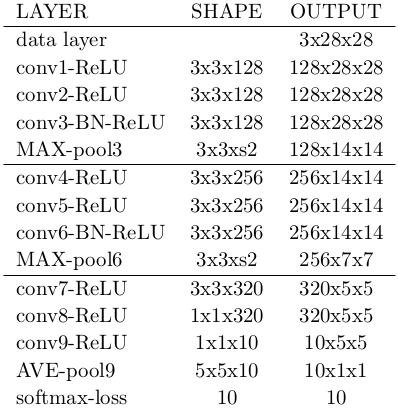 LAYER SHAPE OUTPUT
data layer 3x28x28
conv1-ReLU 3x3x128 128x28x28
conv2-ReLU 3x3x128 128x28x28
conv3-BN-ReLU 3x3x128 128x28x28
MAX-pool3 3x3xs2 128x14x14
conv4-ReLU 3x3x256 256x14x14
conv5-ReLU 3x3x256 256x14x14
conv6-BN-ReLU 3x3x256 256x14x14
MAX-pool6 3x3xs2 256x7x7
conv7-ReLU 3x3x320 320x5x5
conv8-ReLU 1x1x320 320x5x5
conv9-ReLU 1x1x10 10x5x5
AVE-pool9 5x5x10 10x1x1
softmax-loss 10 10